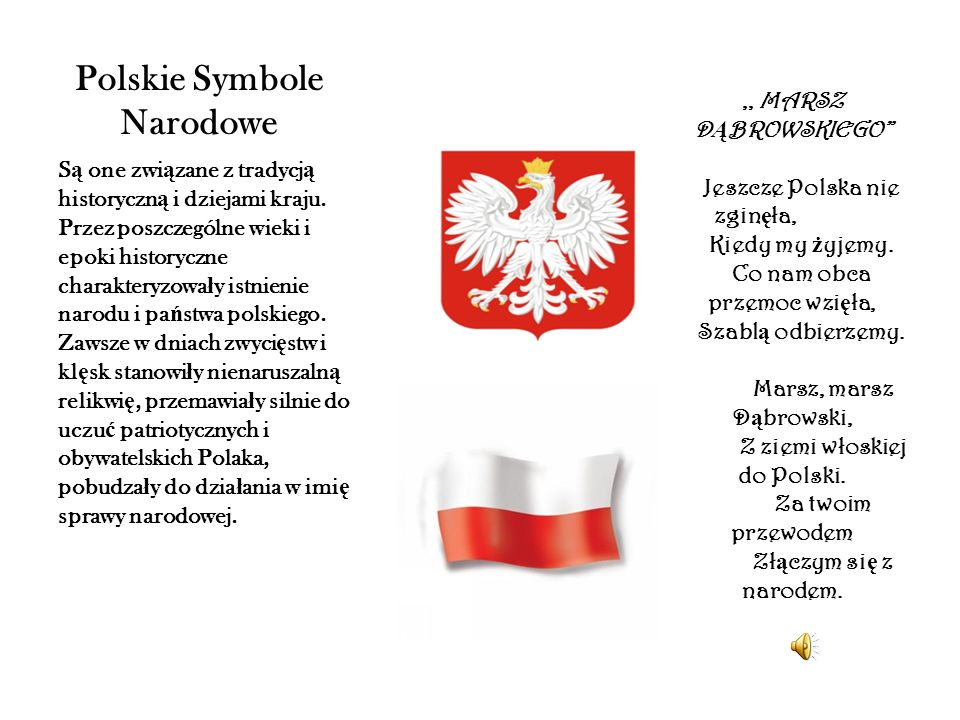 Polskie Symbole
Narodowe
Są one związane z tradycją
historyczną i dziejami kraju.
Przez poszczególne wieki i
epoki historyczne
charakteryzowały istnienie
narodu i państwa polskiego.
Zawsze w dniach zwycięstw i
klęsk stanowiły nienaruszalną
relikwię, przemawiały silnie do
uczuć patriotycznych i
obywatelskich Polaka,
pobudzały do działania w imię
sprawy narodowej.
,, MARSZ
DĄBROWSKIEGO”
Jeszcze Polska nie
zginęła,
Kiedy my żyjemy.
Co nam obca
przemoc wzięła,
Szablą odbierzemy.
Marsz, marsz
Dąbrowski,
Z ziemi włoskiej
do Polski.
Za twoim
przewodem
Złączym się z
narodem.